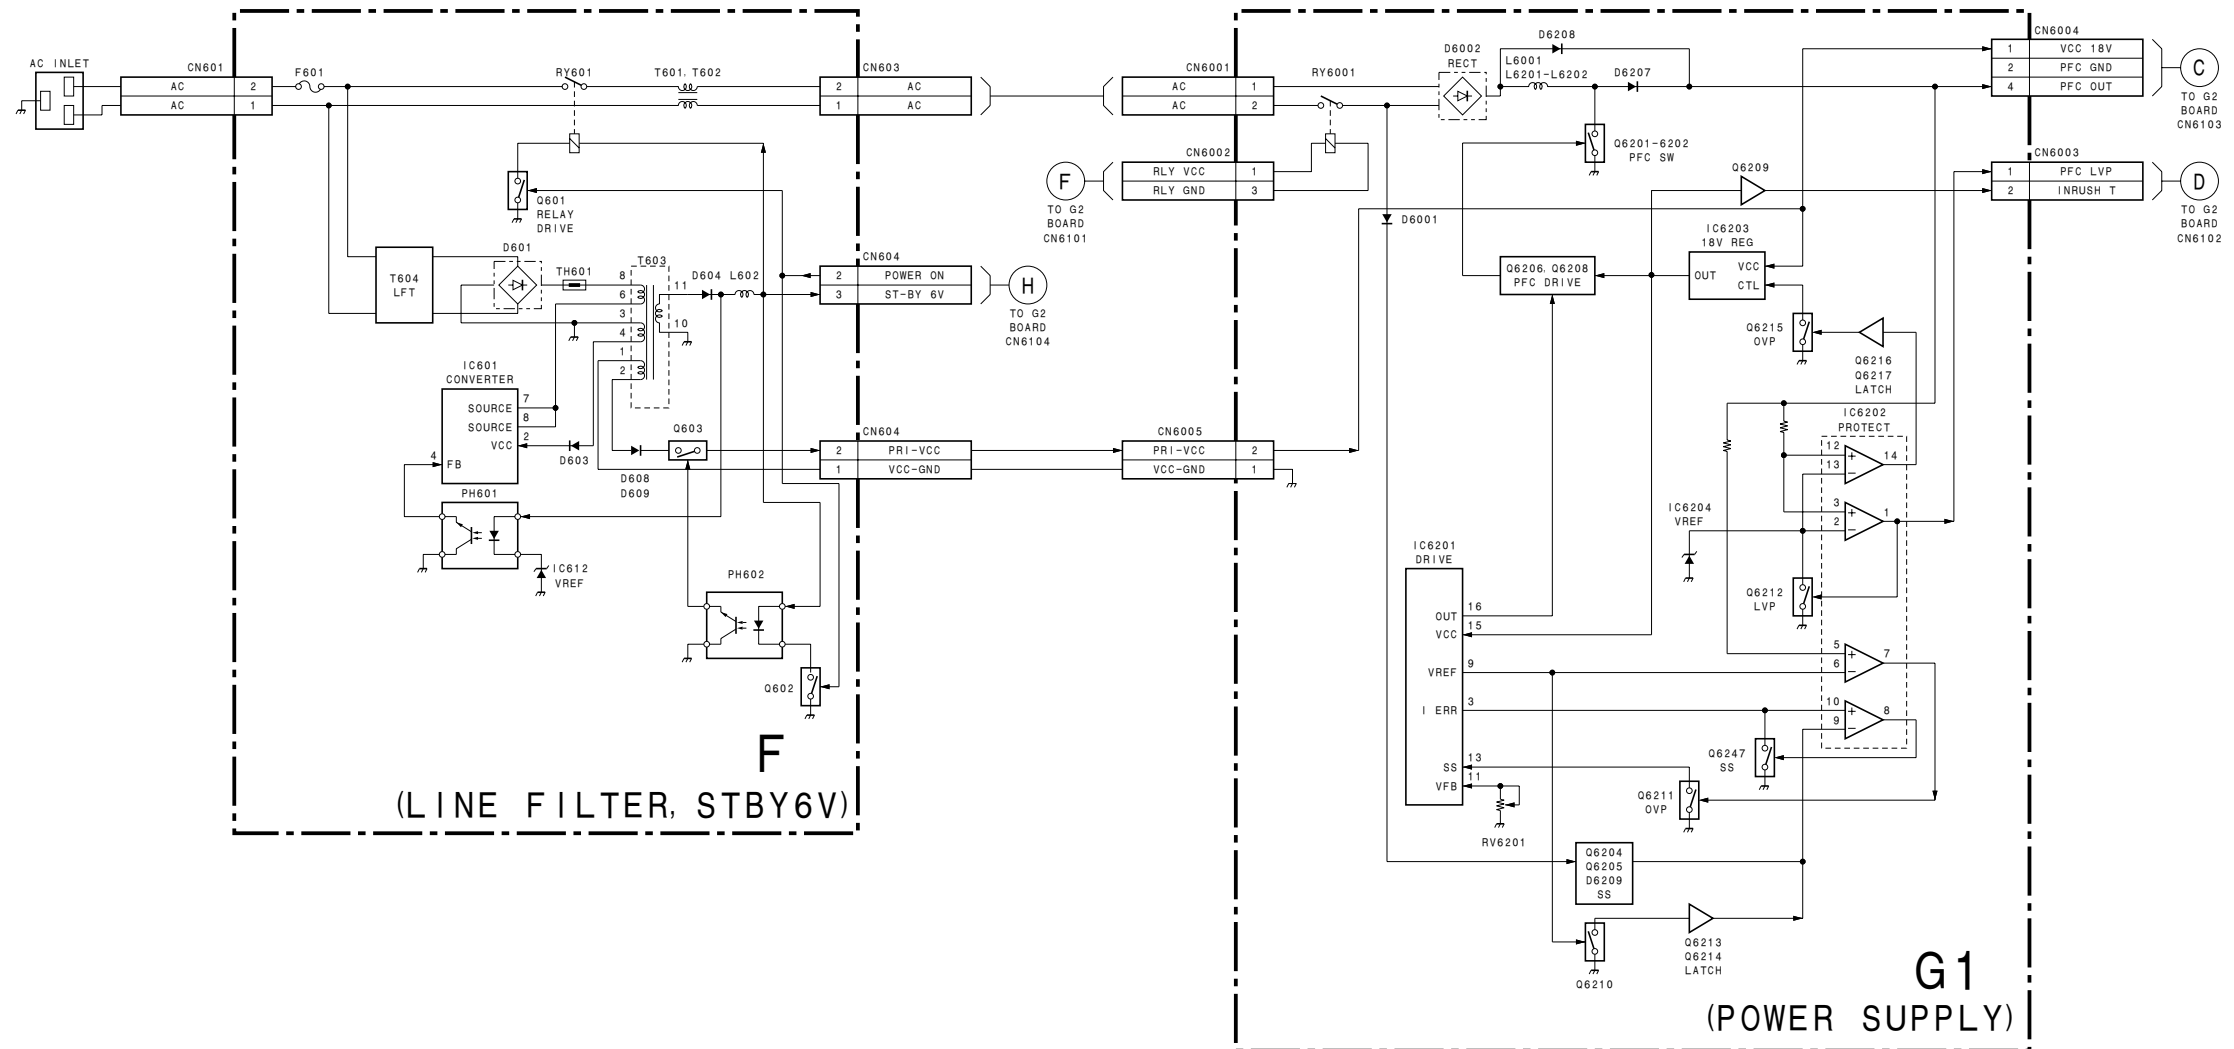 AC INLET
CN601
AC 2
AC 1
F601
RY601
T601, T602
CN603
2 AC
1 AC
Q601
RELAY
DRIVE
T604
LFT
D601
TH601
T603
8
6
3
4
1
2
11
10
D604 L602
CN604
2 POWER ON
3 ST-BY 6V
H
TO G2
BOARD
CN6104
IC601
CONVERTER
SOURCE 7
SOURCE 8
VCC 2
4 FB
D603
PH601
IC612
VREF
D608
D609
Q603
CN604
2 PRI-VCC
1 VCC-GND
PH602
Q602
F
(LINE FILTER, STBY6V)
CN6001
AC 1
AC 2
CN6002
RLY VCC 1
RLY GND 3
F
TO G2
BOARD
CN6101
CN6005
PRI-VCC 2
VCC-GND 1
RY6001
D6001
D6002
RECT
D6208
L6001
L6201-L6202
D6207
Q6201-6202
PFC SW
Q6209
CN6004
1 VCC 18V
2 PFC GND
4 PFC OUT
C
TO G2
BOARD
CN6103
CN6003
1 PFC LVP
2 INRUSH T
D
TO G2
BOARD
CN6102
Q6206, Q6208
PFC DRIVE
IC6203
18V REG
OUT
VCC
CTL
Q6215
OVP
Q6216
Q6217
LATCH
IC6202
PROTECT
12 +
13 −
14
3 +
2 −
1
IC6204
VREF
Q6212
LVP
5 +
6 −
7
10 +
9 −
8
IC6201
DRIVE
OUT 16
VCC 15
VREF 9
I ERR 3
SS 13
VFB 11
RV6201
Q6247
SS
Q6211
OVP
Q6204
Q6205
D6209
SS
Q6213
Q6214
LATCH
Q6210
G1
(POWER SUPPLY)